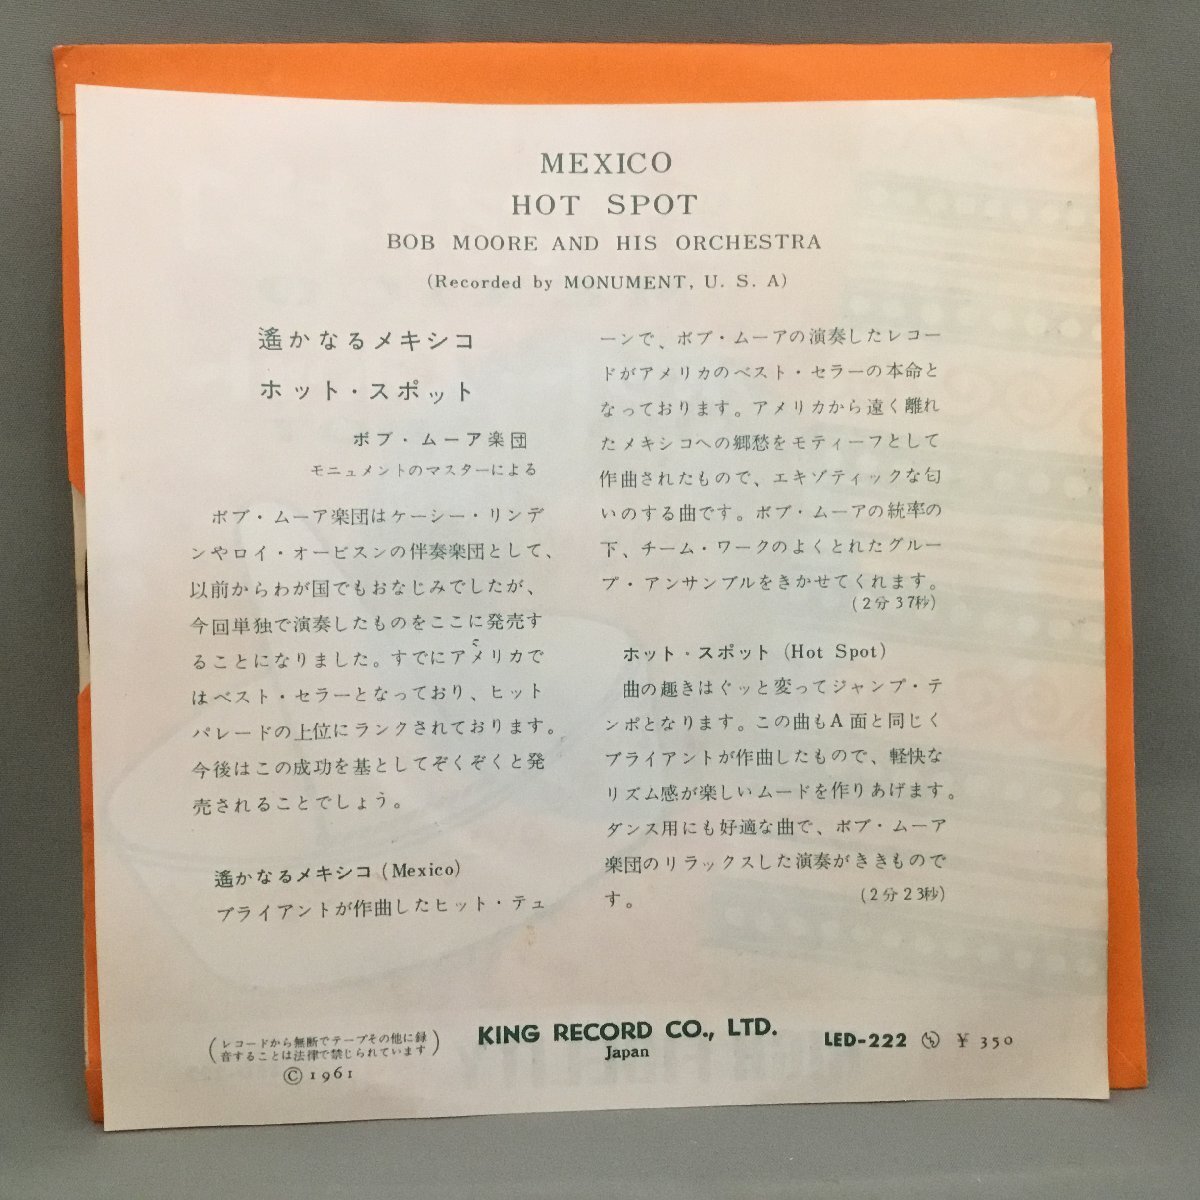 MEXICO
HOT SPOT
BOB MOORE AND HIS ORCHESTRA
(Recorded by MONUMENT, U. S. A)
遙かなるメキシコ
ホット・スポット
ボブ・ムーア楽団
モニュメントのマスターによる
ボブ・ムーア楽団はケーシー・リンデ
ンやロイ・オービスンの伴奏楽団として、
以前からわが国でもおなじみでしたが、
今回単独で演奏したものをここに発売す
ることになりました。すでにアメリカで
はベスト・セラーとなっており、ヒット
パレードの上位にランクされております。
今後はこの成功を基としてぞくぞくと発
売されることでしょう。
遙かなるメキシコ (Mexico)
ブライアントが作曲したヒット・テュ
ーンで、ボブ・ムーアの演奏したレコー
ドがアメリカのベスト・セラーの本命と
なっております。アメリカから遠く離れ
たメキシコへの郷愁をモティーフとして
作曲されたもので、エキゾティックな匂
いのする曲です。ボブ・ムーアの統率の
下、チーム・ワークのよくとれたグルー
プ・アンサンブルをきかせてくれます。
(2分37秒)
ホット・スポット (Hot Spot)
曲の趣きはぐッと変ってジャンプ・テ
ンポとなります。この曲もA面と同じく
ブライアントが作曲したもので、軽快な
リズム感が楽しいムードを作りあげます。
ダンス用にも好適な曲で、ボブ・ムーア
楽団のリラックスした演奏がききもので
す。
(2分23秒)
(レコードから無断でテープその他に録
音することは法律で禁じられています)
© 1961
KING RECORD CO., LTD.
Japan
LED-222 ¥ 350